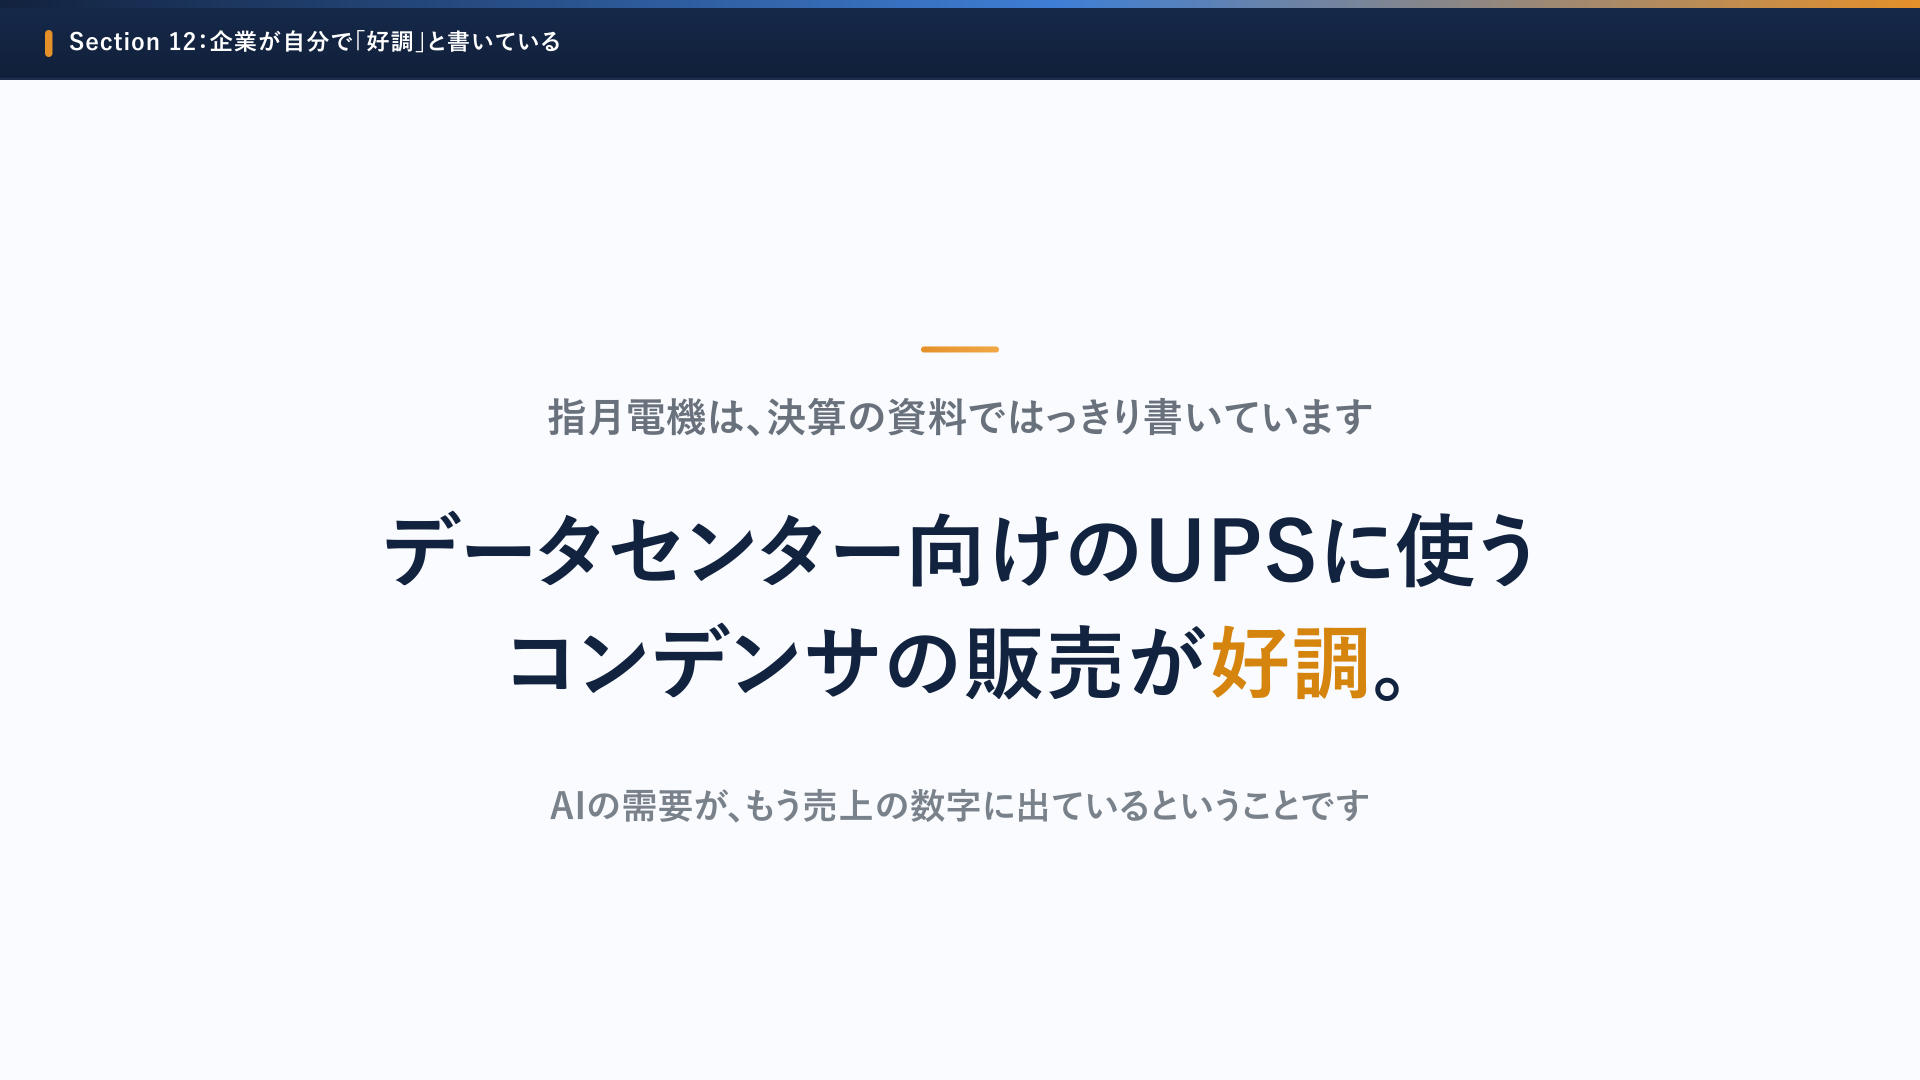 Section 12：企業が自分で「好調」と書いている
指月電機は、決算の資料ではっきり書いています
データセンター向けのUPSに使う
コンデンサの販売が好調。
AIの需要が、もう売上の数字に出ているということです